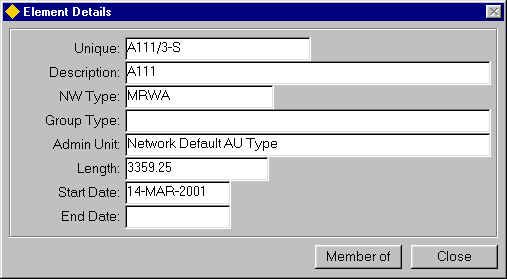 Element Details
Unique: A111/3-S
Description: A111
NW Type: MRWA
Group Type:
Admin Unit: Network Default AU Type
Length: 3359.25
Start Date: 14-MAR-2001
End Date:
Member of Close